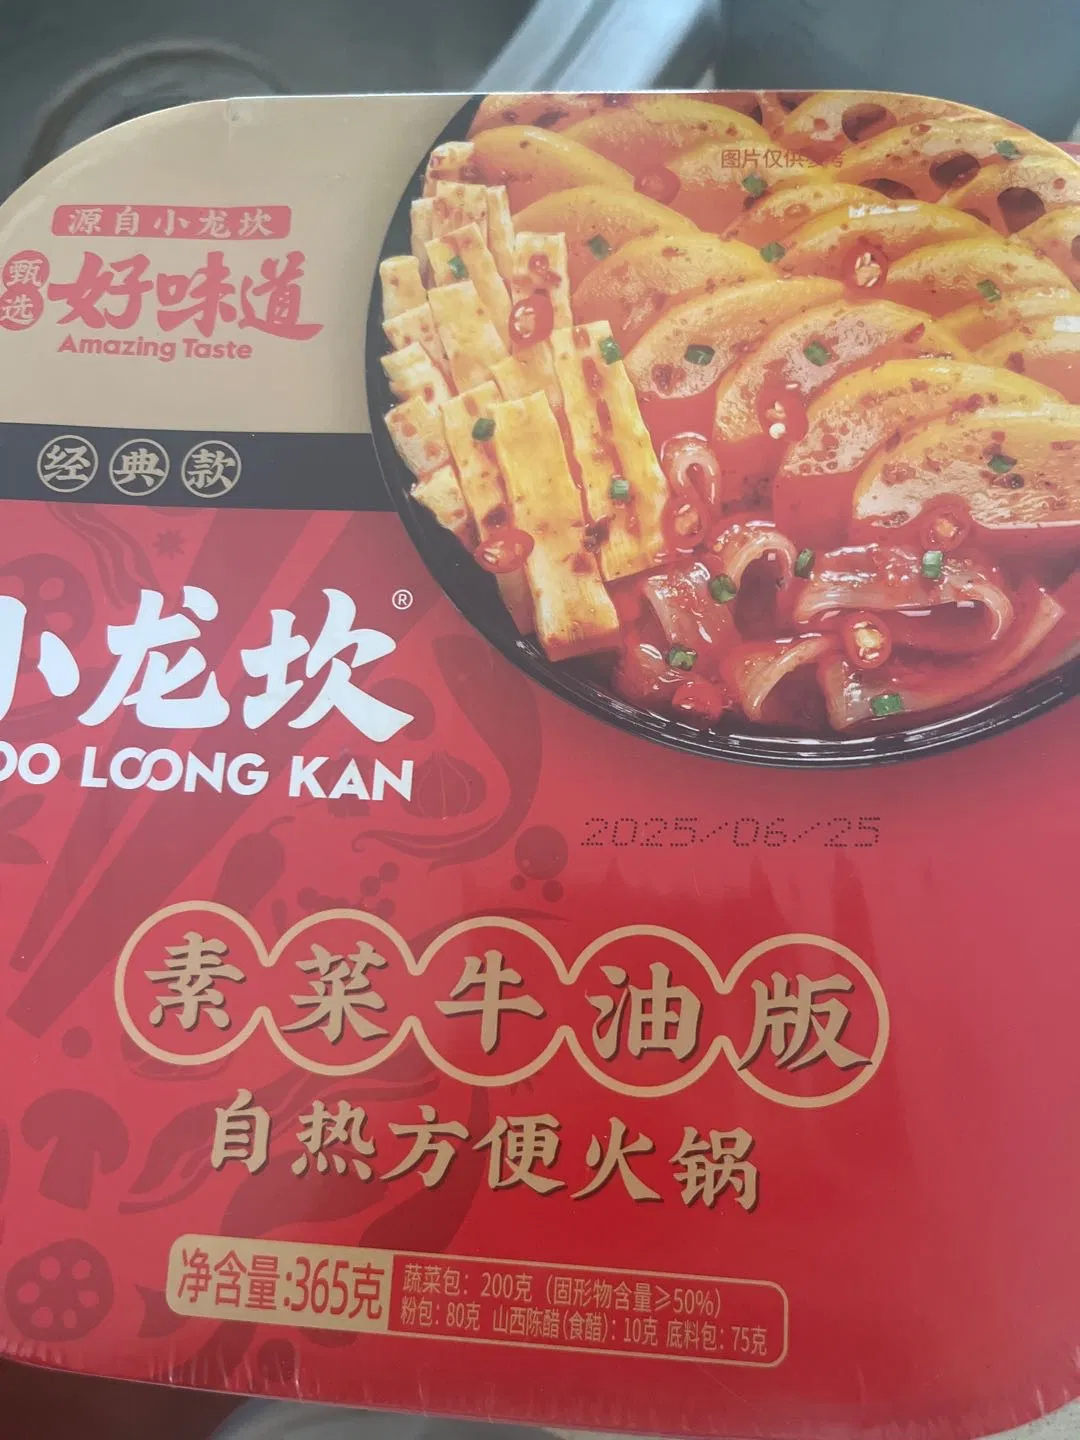 图片仅供参考
源自小龙坎
甄选
好味道
Amazing Taste
经典款
小龙坎®
OO LOONG KAN
2025/06/25
素菜牛油版
自热方便火锅
净含量:365克
蔬菜包：200克（固形物含量≥50%）
粉包：80克 山西陈醋(食醋)：10克 底料包：75克